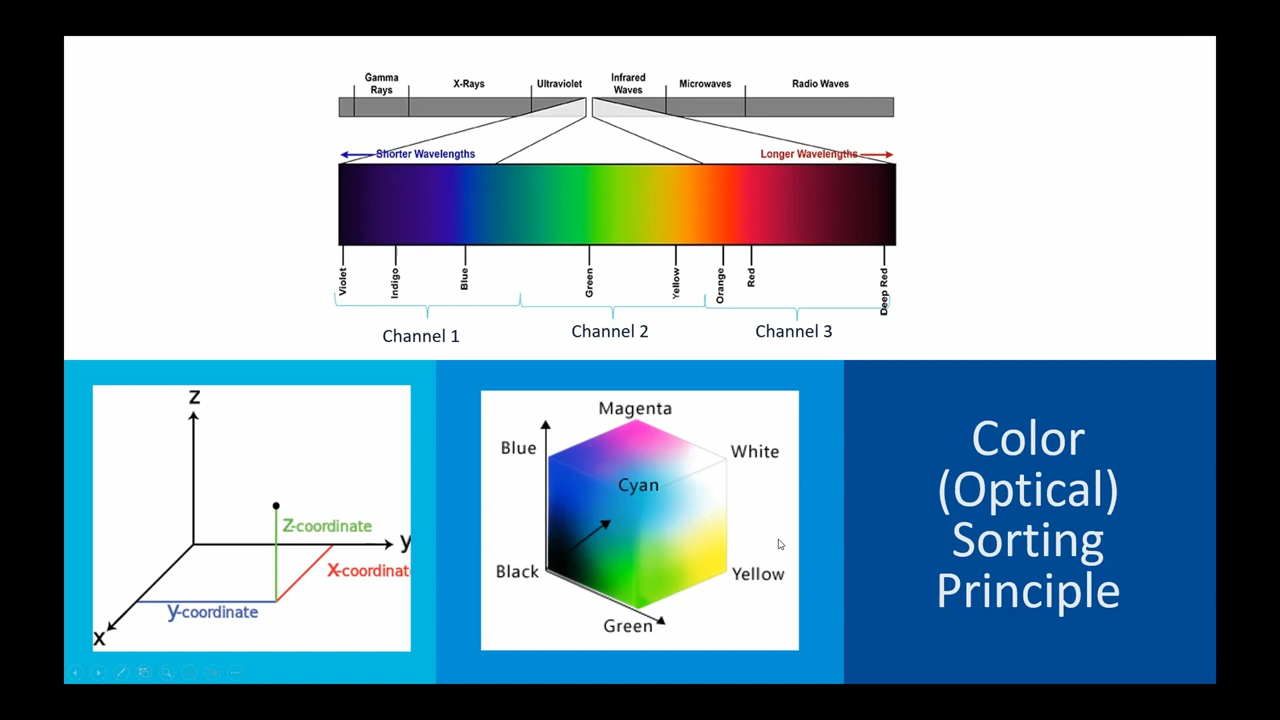 Gamma
Rays
X-Rays
Ultraviolet
Infrared
Waves
Microwaves
Radio Waves
Shorter Wavelengths
Longer Wavelengths
Violet
Indigo
Blue
Green
Yellow
Orange
Red
Deep Red
Channel 1
Channel 2
Channel 3
z
Z-coordinate
y
X-coordinat
y-coordinate
x
Magenta
Blue
White
Cyan
Black
Yellow
Green
Color
(Optical)
Sorting
Principle